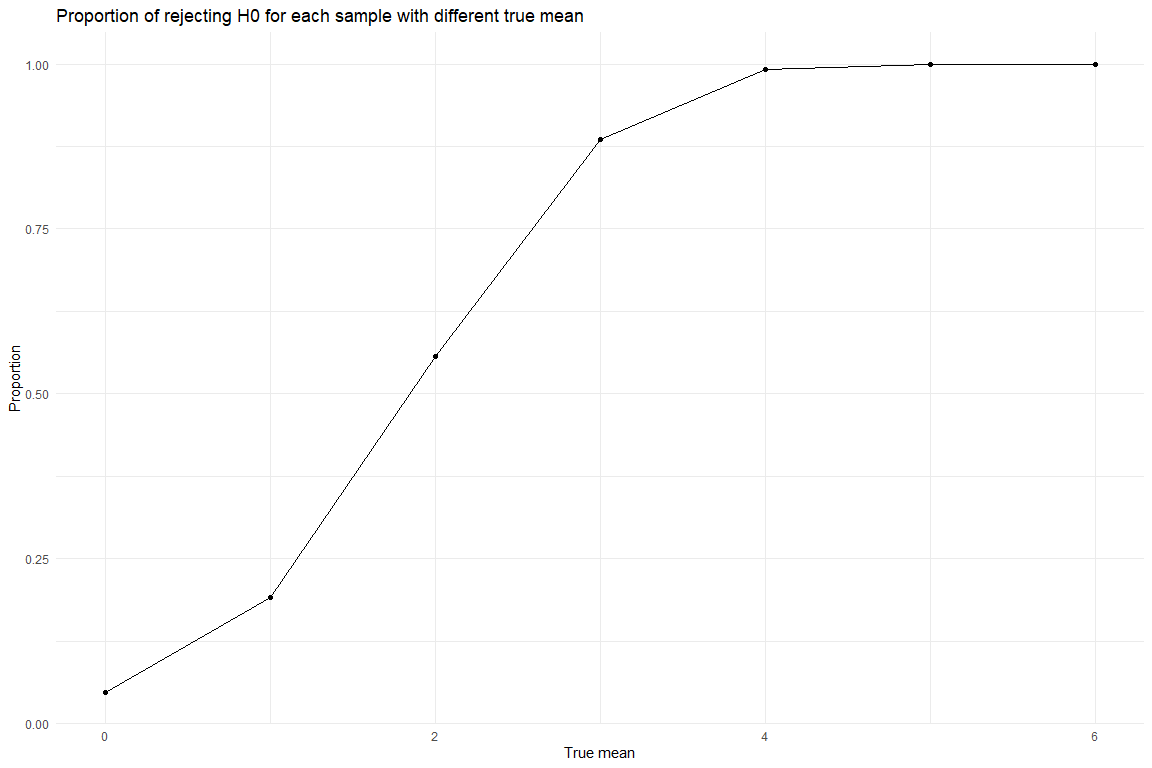 Proportion of rejecting H0 for each sample with different true mean
1.00
0.75
0.50
0.25
0.00
Proportion
0 2 4 6
True mean